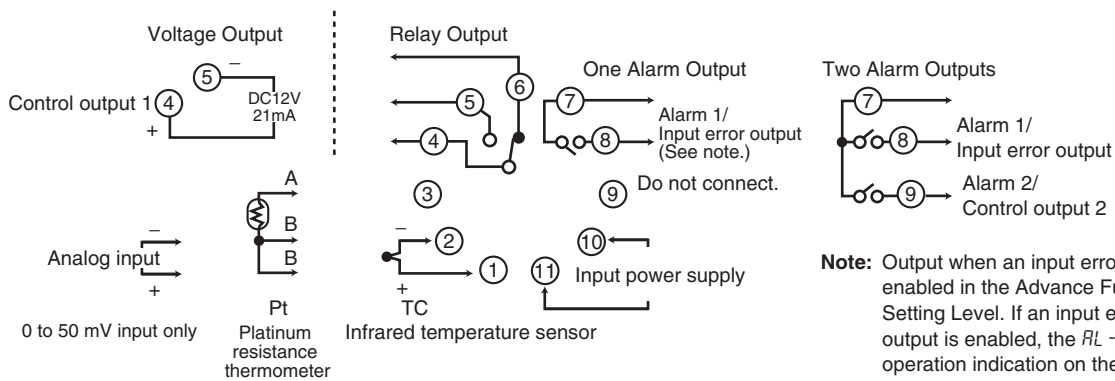 Voltage Output
5
−
Control output 1
4
+
DC12V
21mA
Relay Output
6
5
4
One Alarm Output
7
8
Alarm 1/
Input error output
(See note.)
Two Alarm Outputs
7
8
Alarm 1/
Input error output
9
Alarm 2/
Control output 2
3
9
Do not connect.
Analog input
−
+
0 to 50 mV input only
A
B
B
Pt
Platinum
resistance
thermometer
−
2
1
+
TC
Infrared temperature sensor
10
11
Input power supply
Note: Output when an input erro
enabled in the Advance Fu
Setting Level. If an input e
output is enabled, the AL -
operation indication on the